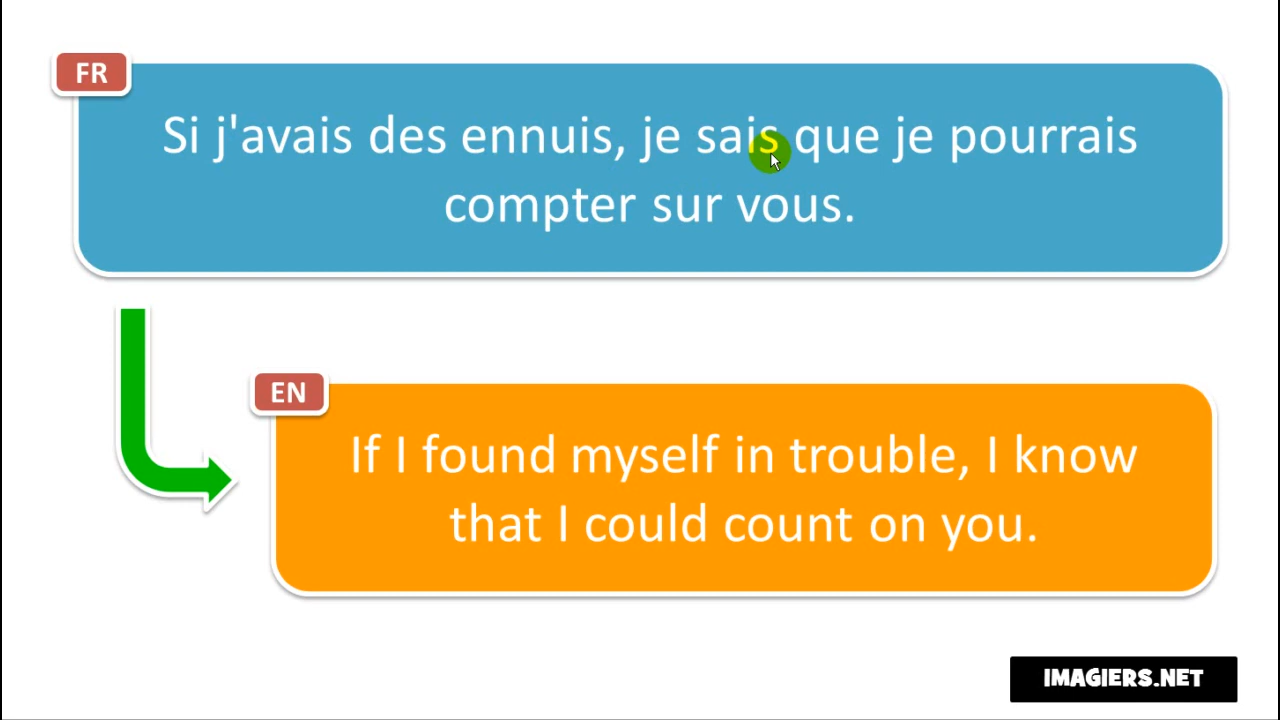 FR
Si j'avais des ennuis, je sais que je pourrais
compter sur vous.
EN
If I found myself in trouble, I know
that I could count on you.
IMAGIERS.NET